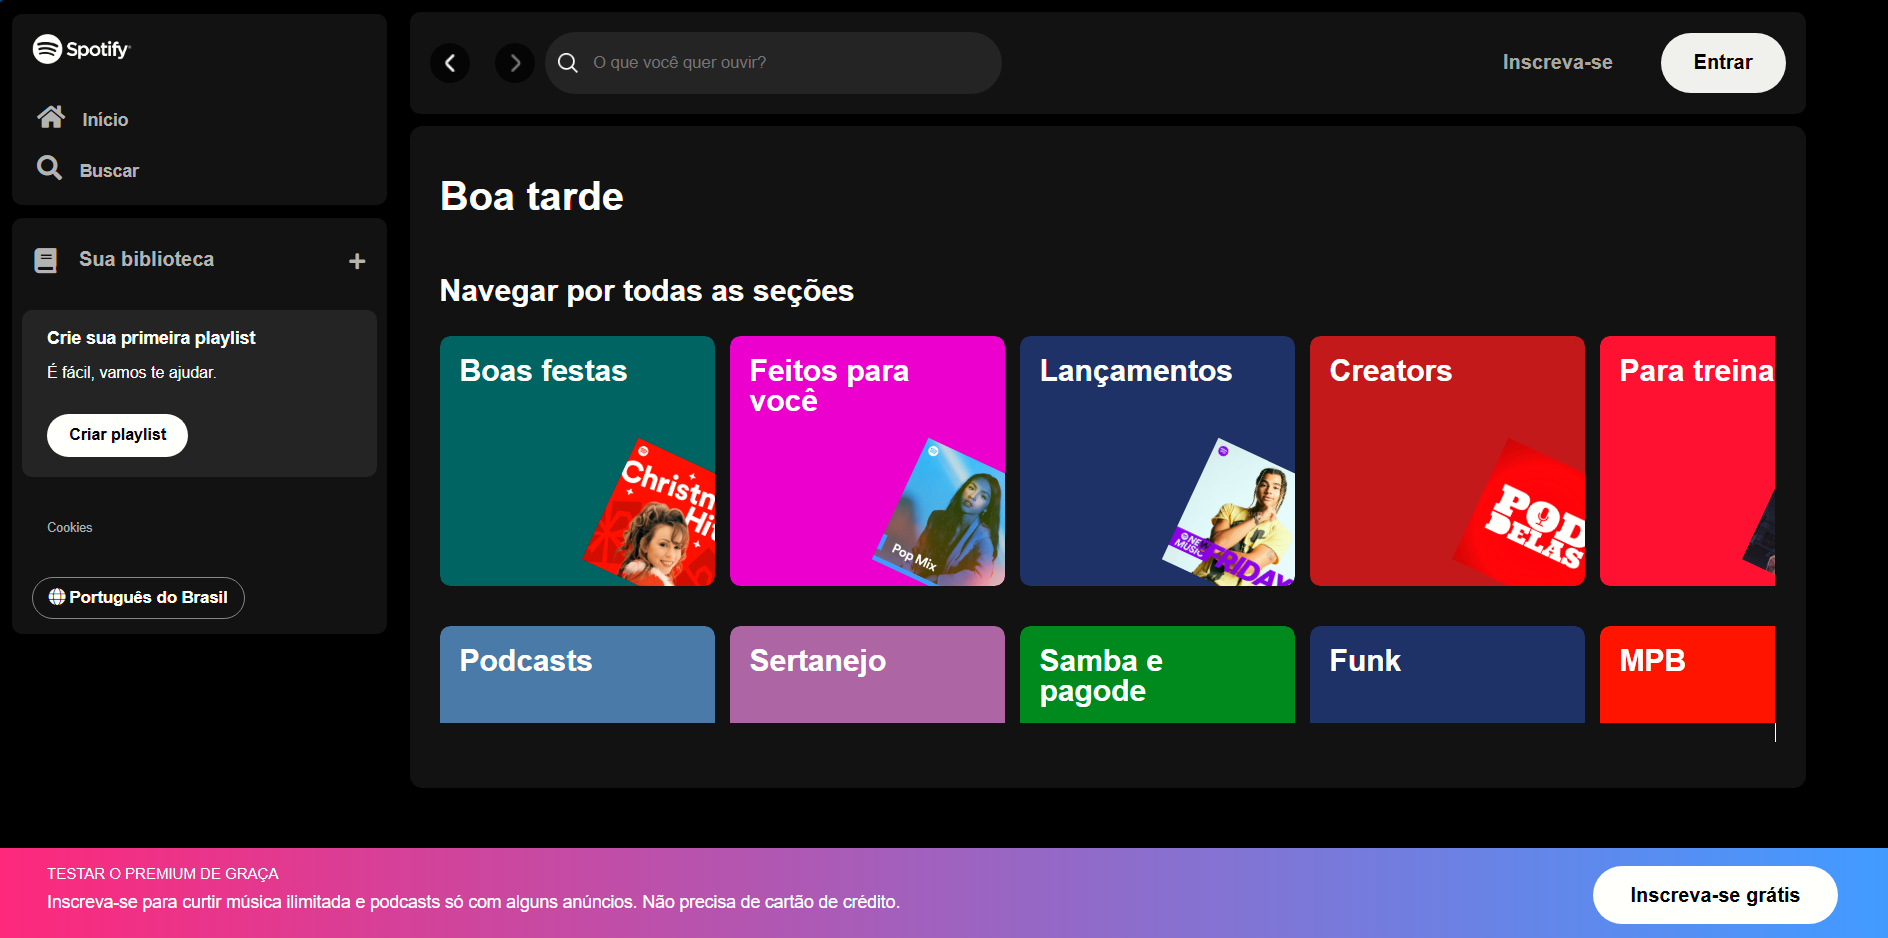 Spotify
Início
Buscar
Sua biblioteca
Crie sua primeira playlist
É fácil, vamos te ajudar.
Criar playlist
Cookies
Português do Brasil
O que você quer ouvir?
Inscreva-se
Entrar
Boa tarde
Navegar por todas as seções
Boas festas
Christm
Hit
Feitos para
você
Pop Mix
Lançamentos
NE
MUSIC
FRIDAY
Creators
POD
DELAS
Para treina
Podcasts
Sertanejo
Samba e
pagode
Funk
MPB
TESTAR O PREMIUM DE GRAÇA
Inscreva-se para curtir música ilimitada e podcasts só com alguns anúncios. Não precisa de cartão de crédito.
Inscreva-se grátis